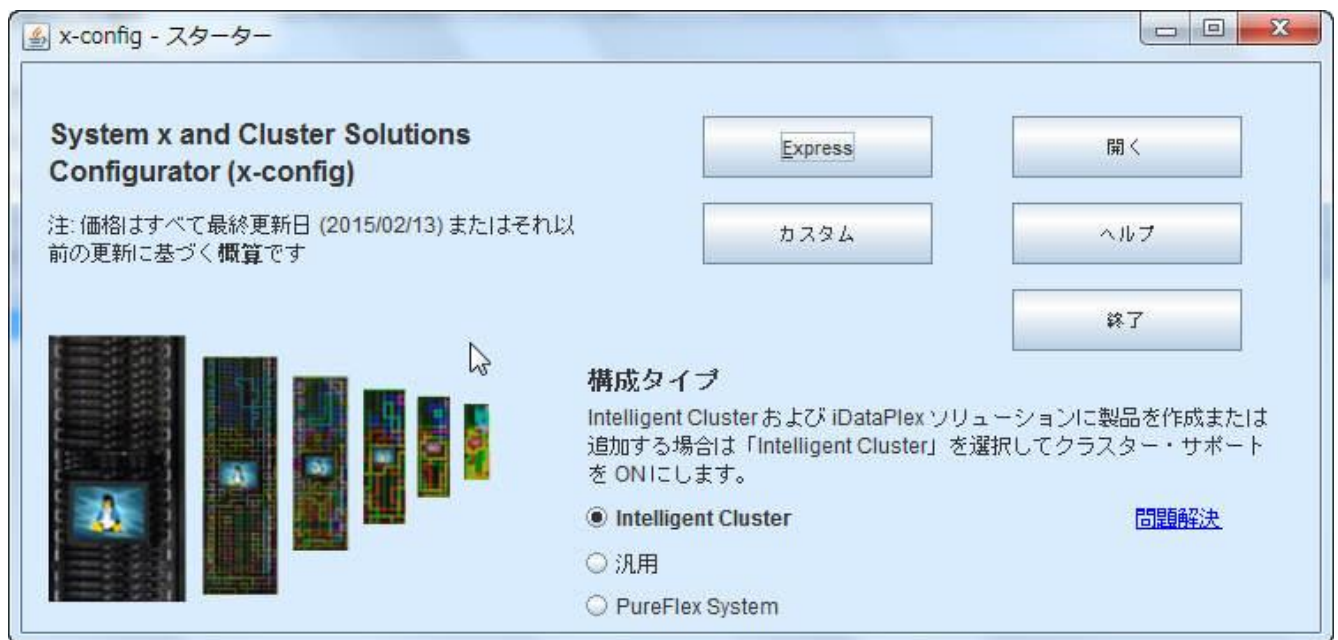 x-config - スターター
System x and Cluster Solutions
Configurator (x-config)
注: 価格はすべて最終更新日 (2015/02/13) またはそれ以
前の更新に基づく概算です
Express
開く
カスタム
ヘルプ
終了
構成タイプ
Intelligent Cluster および iDataPlex ソリューションに製品を作成または
追加する場合は「Intelligent Cluster」を選択してクラスター・サポート
を ON にします。
Intelligent Cluster
問題解決
汎用
PureFlex System